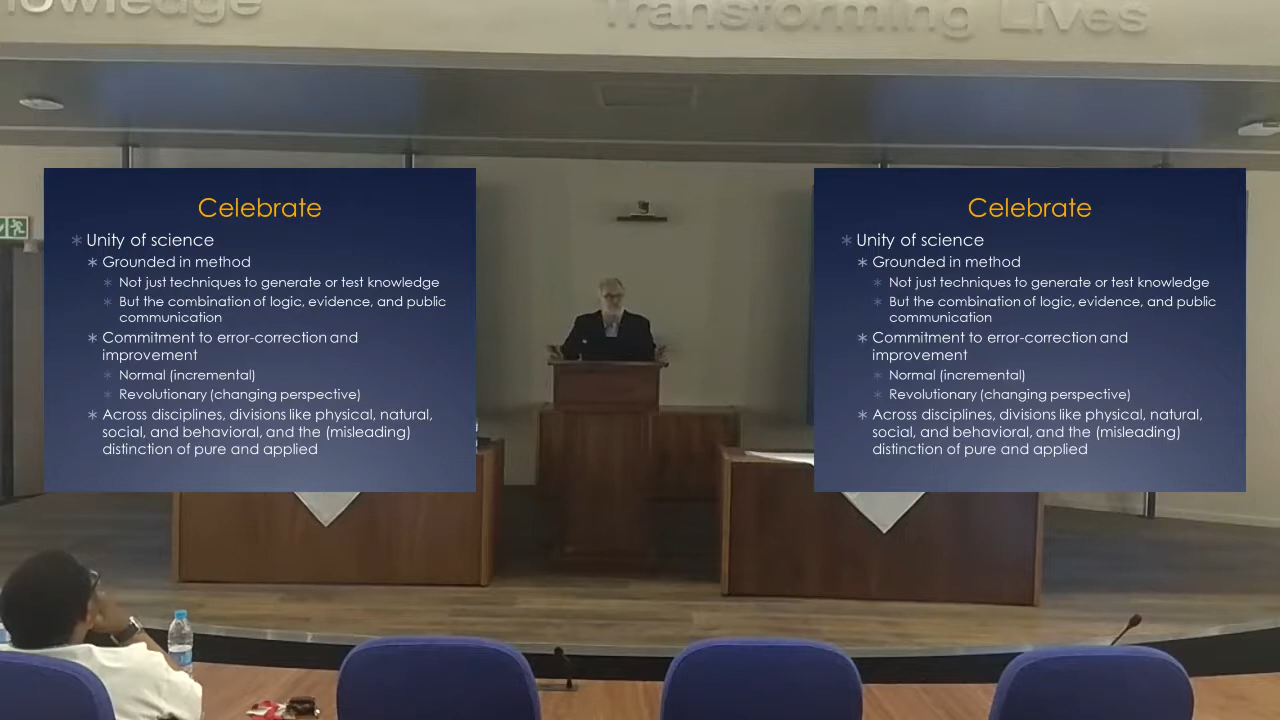 nowledge
Transforming Lives
Celebrate
Unity of science
Grounded in method
Not just techniques to generate or test knowledge
But the combination of logic, evidence, and public
communication
Commitment to error-correction and
improvement
Normal (incremental)
Revolutionary (changing perspective)
Across disciplines, divisions like physical, natural,
social, and behavioral, and the (misleading)
distinction of pure and applied
Celebrate
Unity of science
Grounded in method
Not just techniques to generate or test knowledge
But the combination of logic, evidence, and public
communication
Commitment to error-correction and
improvement
Normal (incremental)
Revolutionary (changing perspective)
Across disciplines, divisions like physical, natural,
social, and behavioral, and the (misleading)
distinction of pure and applied